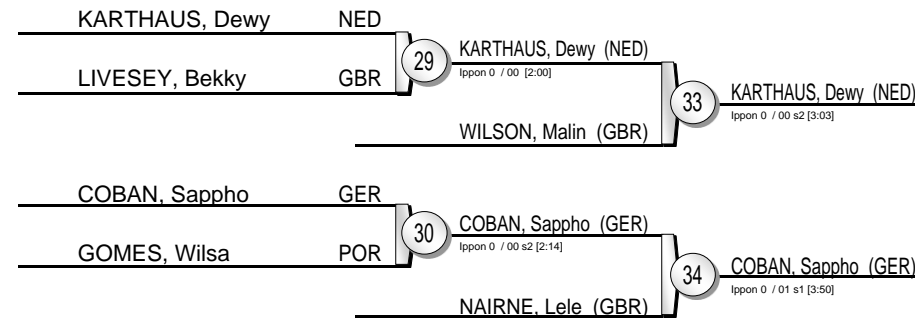 KARTHAUS, Dewy NED
LIVESEY, Bekky GBR
29
KARTHAUS, Dewy (NED)
Ippon 0 / 00 [2:00]
WILSON, Malin (GBR)
33
KARTHAUS, Dewy (NED)
Ippon 0 / 00 s2 [3:03]
COBAN, Sappho GER
GOMES, Wilsa POR
30
COBAN, Sappho (GER)
Ippon 0 / 00 s2 [2:14]
NAIRNE, Lele (GBR)
34
COBAN, Sappho (GER)
Ippon 0 / 01 s1 [3:50]